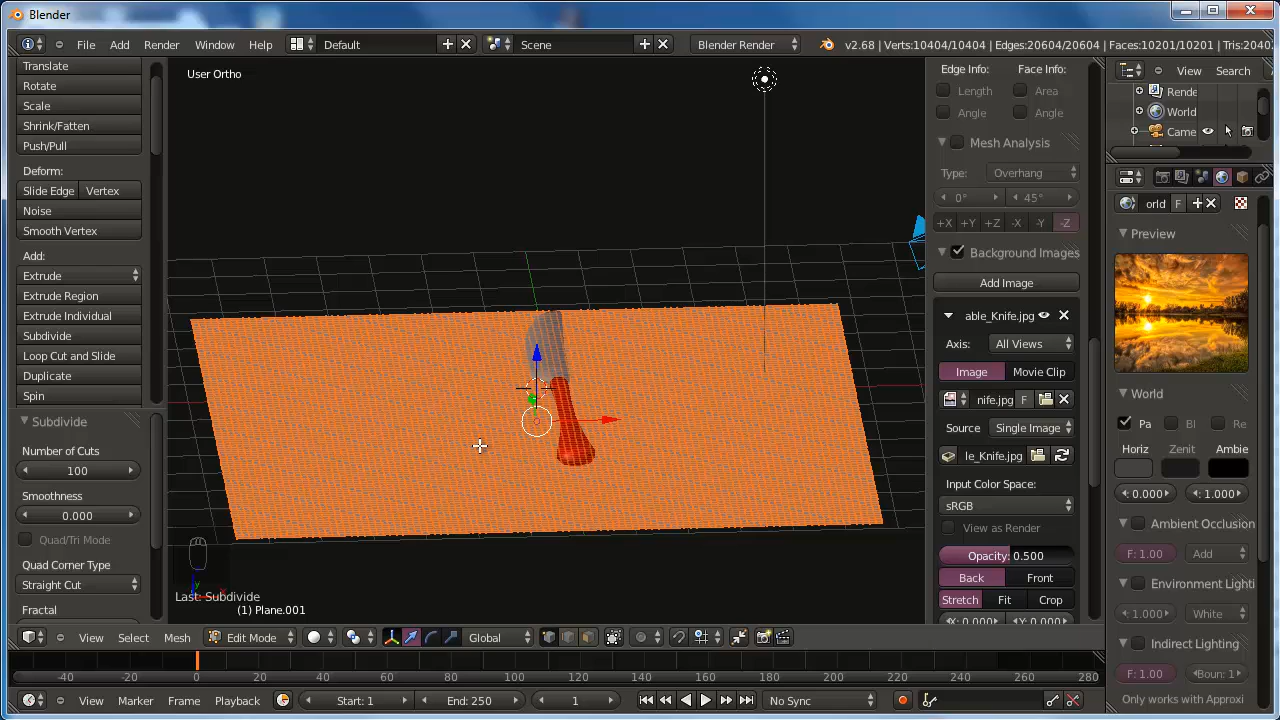 Blender
File Add Render Window Help Default Scene Blender Render v2.68 | Verts:10404/10404 | Edges:20604/20604 | Faces:10201/10201 | Tris:2040
Translate
Rotate
Scale
Shrink/Fatten
Push/Pull
Deform:
Slide Edge Vertex
Noise
Smooth Vertex
Add:
Extrude
Extrude Region
Extrude Individual
Subdivide
Loop Cut and Slide
Duplicate
Spin
Subdivide
Number of Cuts
100
Smoothness
0.000
Quad/Tri Mode
Quad Corner Type
Straight Cut
Fractal
User Ortho
Last: Subdivide
(1) Plane.001
Edge Info: Face Info:
Length Area
Angle Angle
Mesh Analysis
Type: Overhang
0° 45°
+X +Y +Z -X -Y -Z
Background Images
Add Image
able_Knife.jpg
Axis: All Views
Image Movie Clip
nife.jpg F
Source Single Image
le_Knife.jpg
Input Color Space:
sRGB
View as Render
Opacity: 0.500
Back Front
Stretch Fit Crop
X: 0.000 Y: 0.000
View Search
Rende
World
Came
orld F
Preview
World
Pa Bl Re
Horiz Zenit Black
0.000 1.000
Ambient Occlusion
F: 1.00 Add
Environment Lighti
1.000 White
Indirect Lighting
F: 1.00 Boun: 1
Only works with Approxi
View Select Mesh Edit Mode Global
-40 -20 0 20 40 60 80 100 120 140 160 180 200 220 240 260 280
View Marker Frame Playback Start: 1 End: 250 1 No Sync